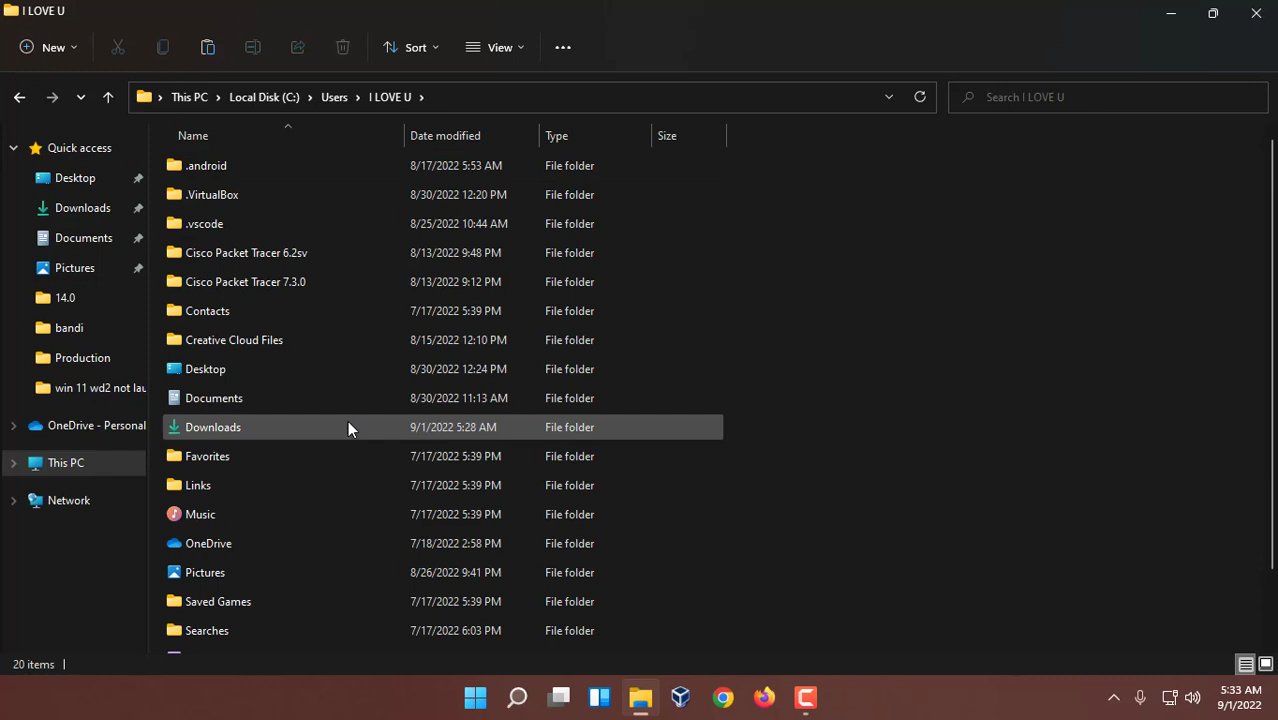 I LOVE U
New
Sort
View
This PC > Local Disk (C:) > Users > I LOVE U >
Search I LOVE U
Quick access
Desktop
Downloads
Documents
Pictures
14.0
bandi
Production
win 11 wd2 not lau
OneDrive - Personal
This PC
Network
Name Date modified Type Size
.android 8/17/2022 5:53 AM File folder
.VirtualBox 8/30/2022 12:20 PM File folder
.vscode 8/25/2022 10:44 AM File folder
Cisco Packet Tracer 6.2sv 8/13/2022 9:48 PM File folder
Cisco Packet Tracer 7.3.0 8/13/2022 9:12 PM File folder
Contacts 7/17/2022 5:39 PM File folder
Creative Cloud Files 8/15/2022 12:10 PM File folder
Desktop 8/30/2022 12:24 PM File folder
Documents 8/30/2022 11:13 AM File folder
Downloads 9/1/2022 5:28 AM File folder
Favorites 7/17/2022 5:39 PM File folder
Links 7/17/2022 5:39 PM File folder
Music 7/17/2022 5:39 PM File folder
OneDrive 7/18/2022 2:58 PM File folder
Pictures 8/26/2022 9:41 PM File folder
Saved Games 7/17/2022 5:39 PM File folder
Searches 7/17/2022 6:03 PM File folder
20 items
5:33 AM
9/1/2022